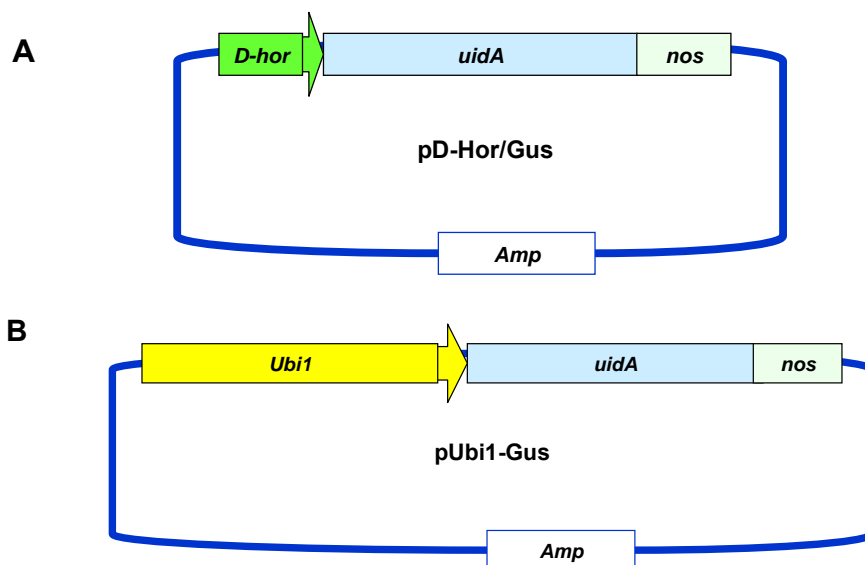 A
D-hor
uidA
nos
pD-Hor/Gus
Amp
B
Ubi1
uidA
nos
pUbi1-Gus
Amp